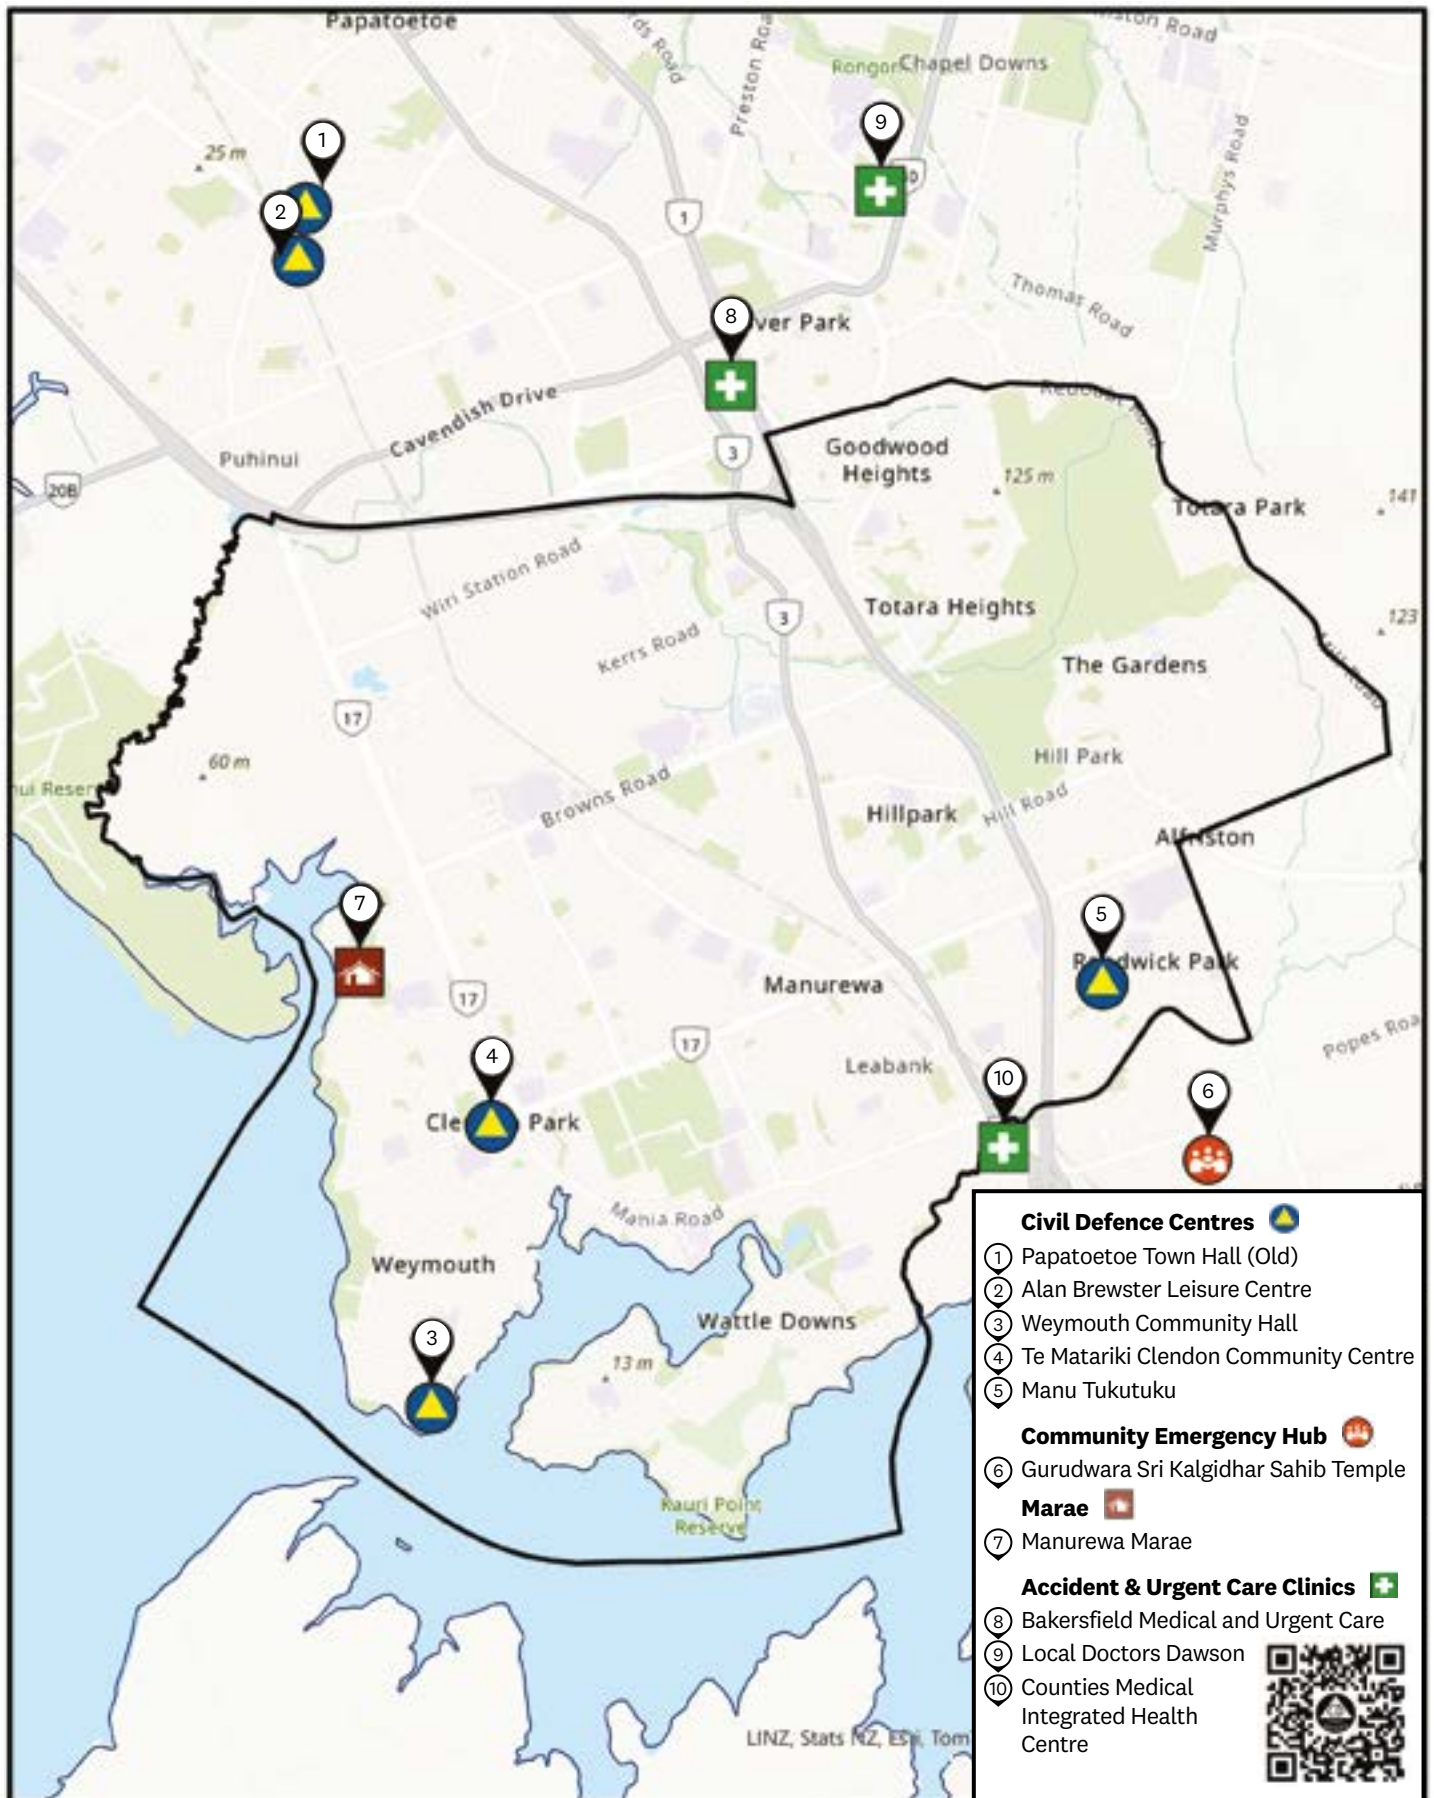 Papatoetoe
Chapel Downs
Preston Roa
Murphys Road
9
1
25 m
2
1
Thomas Road
8
ver Park
Cavendish Drive
Redoubt Road
Puhinui
3
Goodwood
Heights
125 m
20B
141
Totara Park
Wiri Station Road
Totara Heights
3
123
Kerrs Road
The Gardens
17
60 m
Hill Park
Browns Road
Hillpark
Hill Road
Alfriston
7
5
Randwick Park
Manurewa
17
17
Popes Roa
4
Leabank
10
6
Clendon Park
Mahia Road
Weymouth
Wattle Downs
3
13 m
Kauri Point
Reserve
LINZ, Stats NZ, Esri, Tom
Civil Defence Centres
1 Papatoetoe Town Hall (Old)
2 Alan Brewster Leisure Centre
3 Weymouth Community Hall
4 Te Matariki Clendon Community Centre
5 Manu Tukutuku
Community Emergency Hub
6 Gurudwara Sri Kalgidhar Sahib Temple
Marae
7 Manurewa Marae
Accident & Urgent Care Clinics
8 Bakersfield Medical and Urgent Care
9 Local Doctors Dawson
10 Counties Medical
Integrated Health
Centre